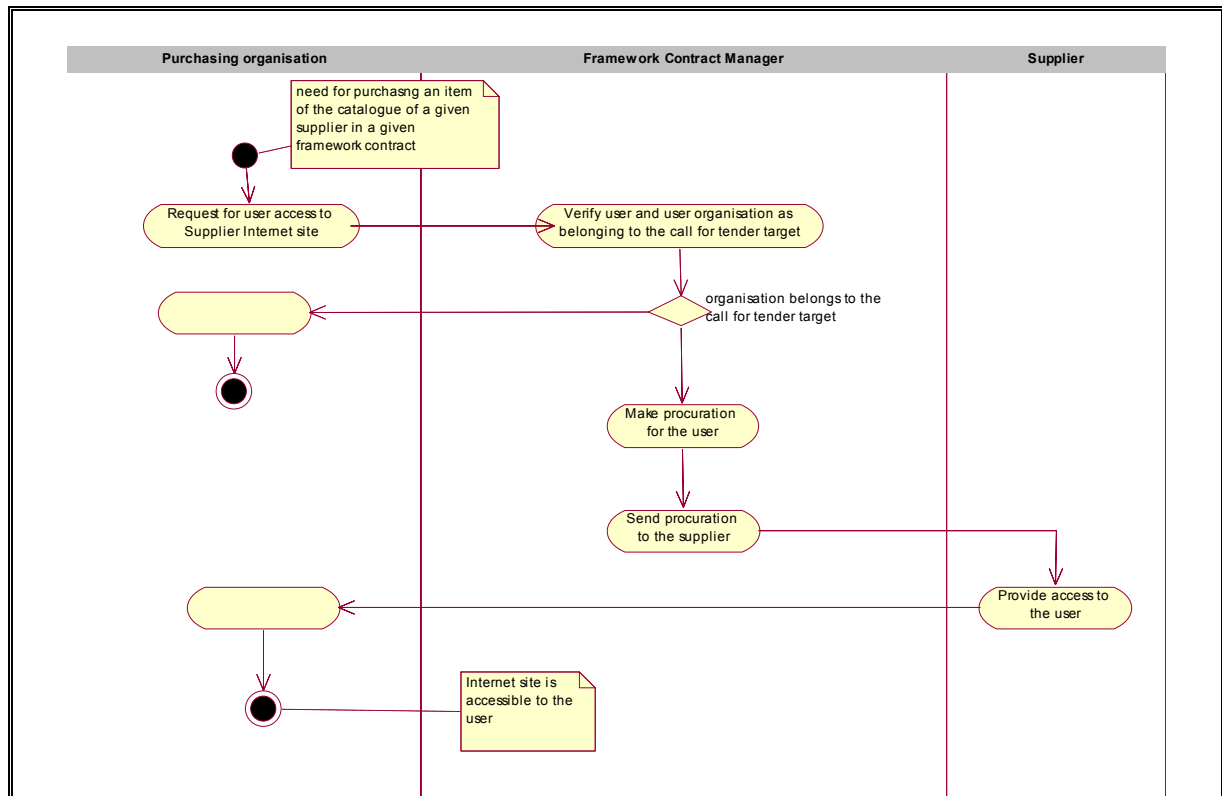 Purchasing organisation
Framework Contract Manager
Supplier
need for purchasng an item
of the catalogue of a given
supplier in a given
framework contract
Request for user access to
Supplier Internet site
Verify user and user organisation as
belonging to the call for tender target
organisation belongs to the
call for tender target
Make procuration
for the user
Send procuration
to the supplier
Provide access to
the user
Internet site is
accessible to the
user